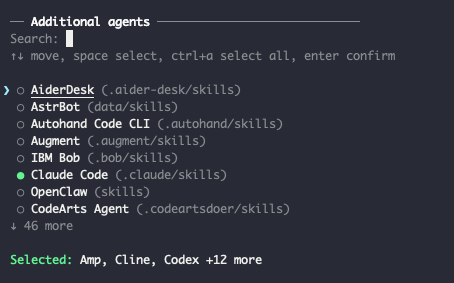 Additional agents
Search:
↑↓ move, space select, ctrl+a select all, enter confirm
❯ ○ AiderDesk (.aider-desk/skills)
○ AstrBot (data/skills)
○ Autohand Code CLI (.autohand/skills)
○ Augment (.augment/skills)
○ IBM Bob (.bob/skills)
● Claude Code (.claude/skills)
○ OpenClaw (skills)
○ CodeArts Agent (.codeartsdoer/skills)
↓ 46 more
Selected: Amp, Cline, Codex +12 more